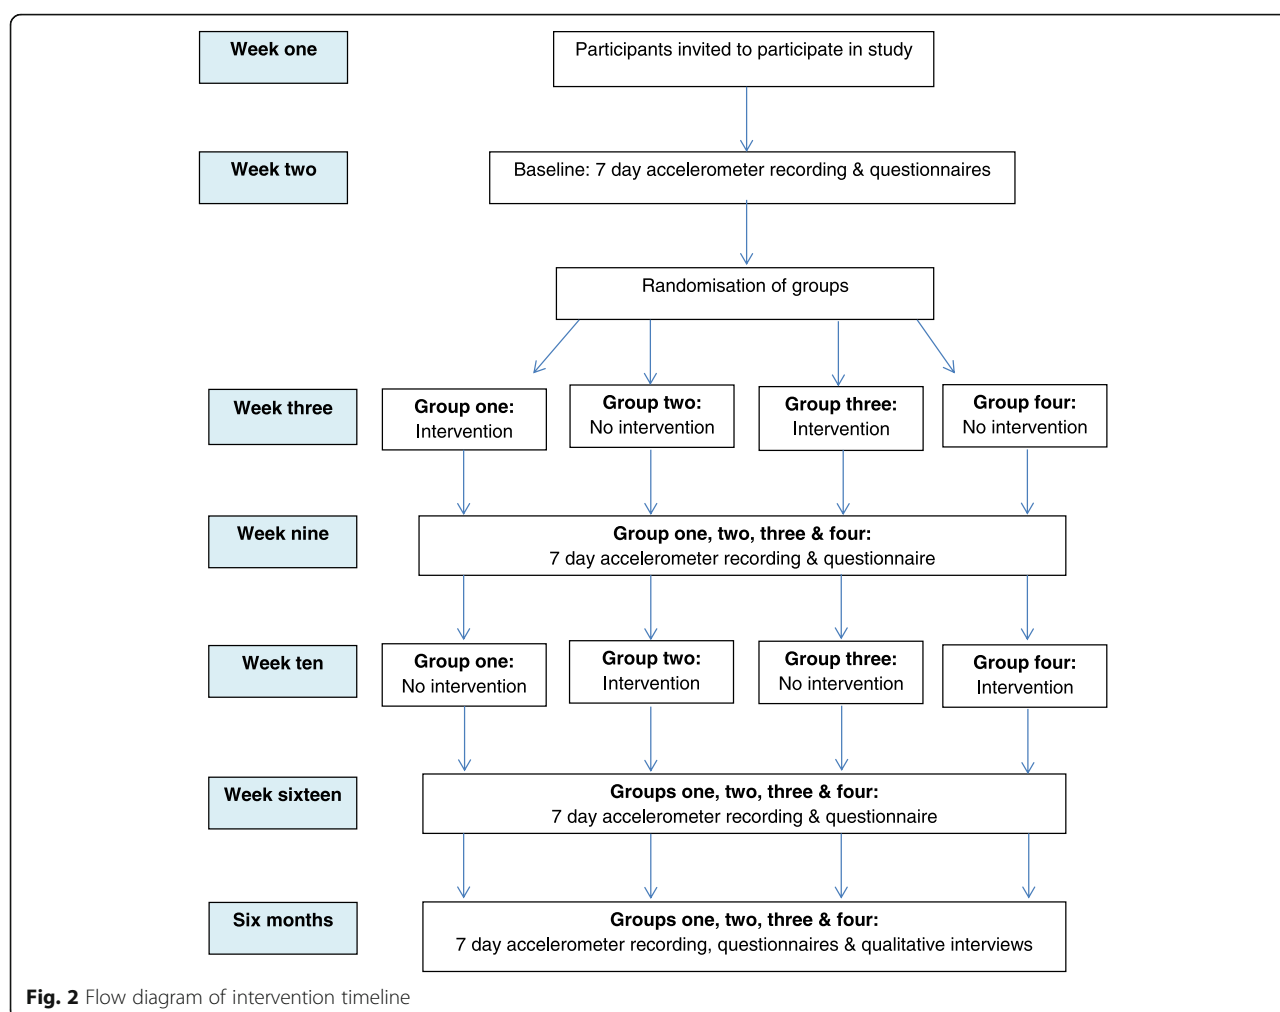 Week one
Participants invited to participate in study
Week two
Baseline: 7 day accelerometer recording & questionnaires
Randomisation of groups
Week three
Group one:
Intervention
Group two:
No intervention
Group three:
Intervention
Group four:
No intervention
Week nine
Group one, two, three & four:
7 day accelerometer recording & questionnaire
Week ten
Group one:
No intervention
Group two:
Intervention
Group three:
No intervention
Group four:
Intervention
Week sixteen
Groups one, two, three & four:
7 day accelerometer recording & questionnaire
Six months
Groups one, two, three & four:
7 day accelerometer recording, questionnaires & qualitative interviews
Fig. 2 Flow diagram of intervention timeline